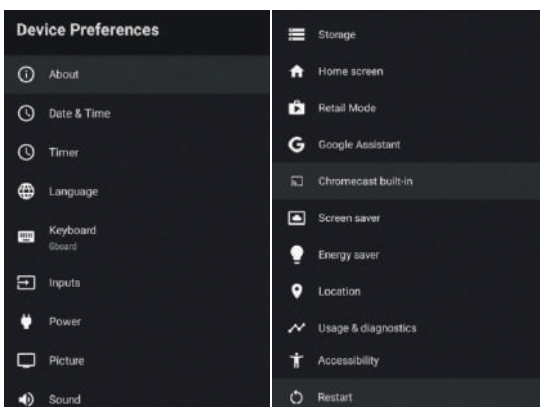 Device Preferences
About
Date & Time
Timer
Language
Keyboard
Gboard
Inputs
Power
Picture
Sound
Storage
Home screen
Retail Mode
Google Assistant
Chromecast built-in
Screen saver
Energy saver
Location
Usage & diagnostics
Accessibility
Restart